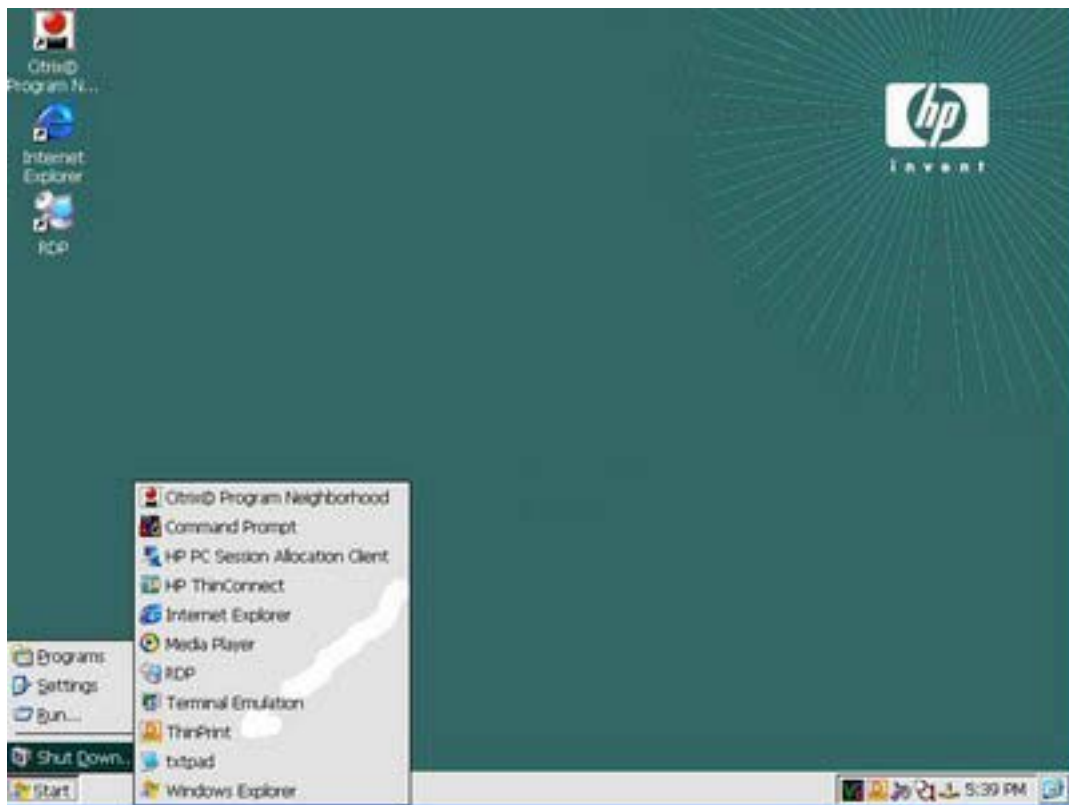 Citrix©
Program N...
Internet
Explorer
RDP
hp
invent
Citrix© Program Neighborhood
Command Prompt
HP PC Session Allocation Client
HP ThinConnect
Internet Explorer
Media Player
RDP
Terminal Emulation
ThinPrint
txtpad
Windows Explorer
Programs
Settings
Run...
Shut Down...
Start
5:39 PM